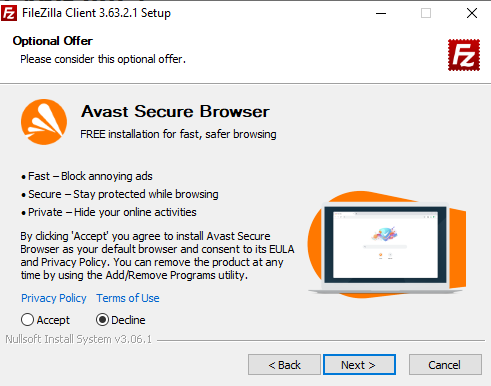 FileZilla Client 3.63.2.1 Setup
Optional Offer
Please consider this optional offer.
Fz
Avast Secure Browser
FREE installation for fast, safer browsing
• Fast – Block annoying ads
• Secure – Stay protected while browsing
• Private – Hide your online activities
By clicking 'Accept' you agree to install Avast Secure
Browser as your default browser and consent to its EULA
and Privacy Policy. You can remove the product at any
time by using the Add/Remove Programs utility.
Privacy Policy Terms of Use
Accept Decline
Nullsoft Install System v3.06.1
< Back Next > Cancel